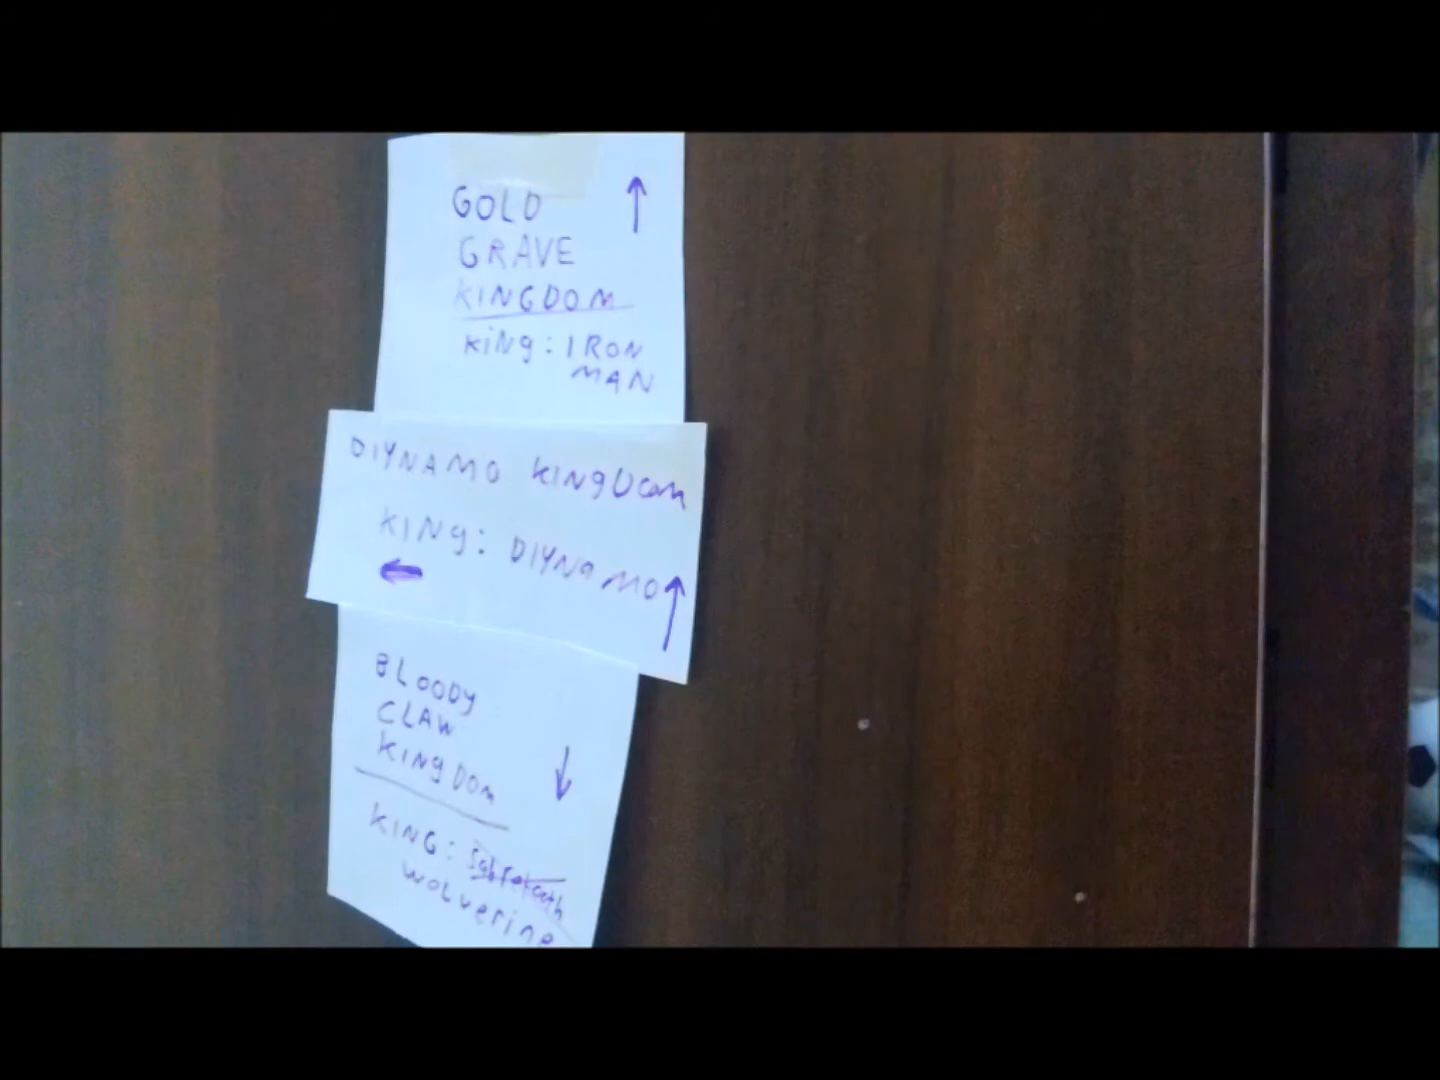 GOLD
GRAVE
KINGDOM
KiNg: IRON
MAN
DIYNAMO KINgDom
KINg: DIYNaMO
BLOODY
CLAW
KINgDOm
KING: Sabretooth
wolverine